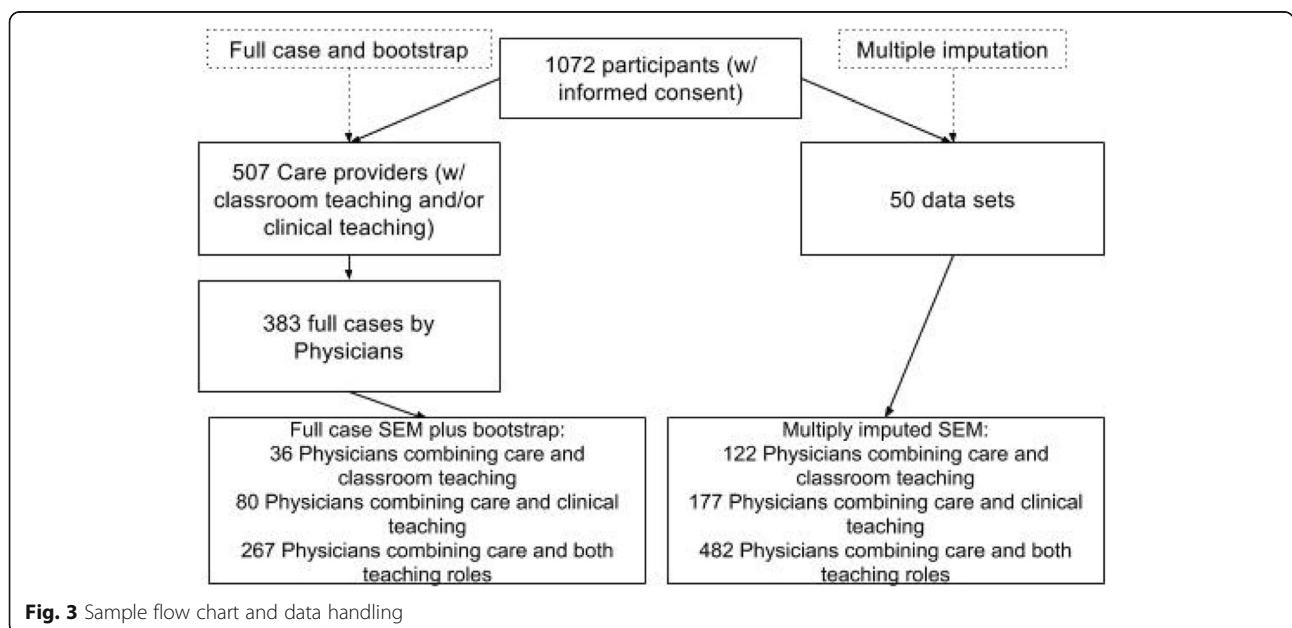 Full case and bootstrap
1072 participants (w/
informed consent)
Multiple imputation
507 Care providers (w/
classroom teaching and/or
clinical teaching)
50 data sets
383 full cases by
Physicians
Full case SEM plus bootstrap:
36 Physicians combining care and
classroom teaching
80 Physicians combining care and clinical
teaching
267 Physicians combining care and both
teaching roles
Multiply imputed SEM:
122 Physicians combining care and
classroom teaching
177 Physicians combining care and clinical
teaching
482 Physicians combining care and both
teaching roles
Fig. 3 Sample flow chart and data handling